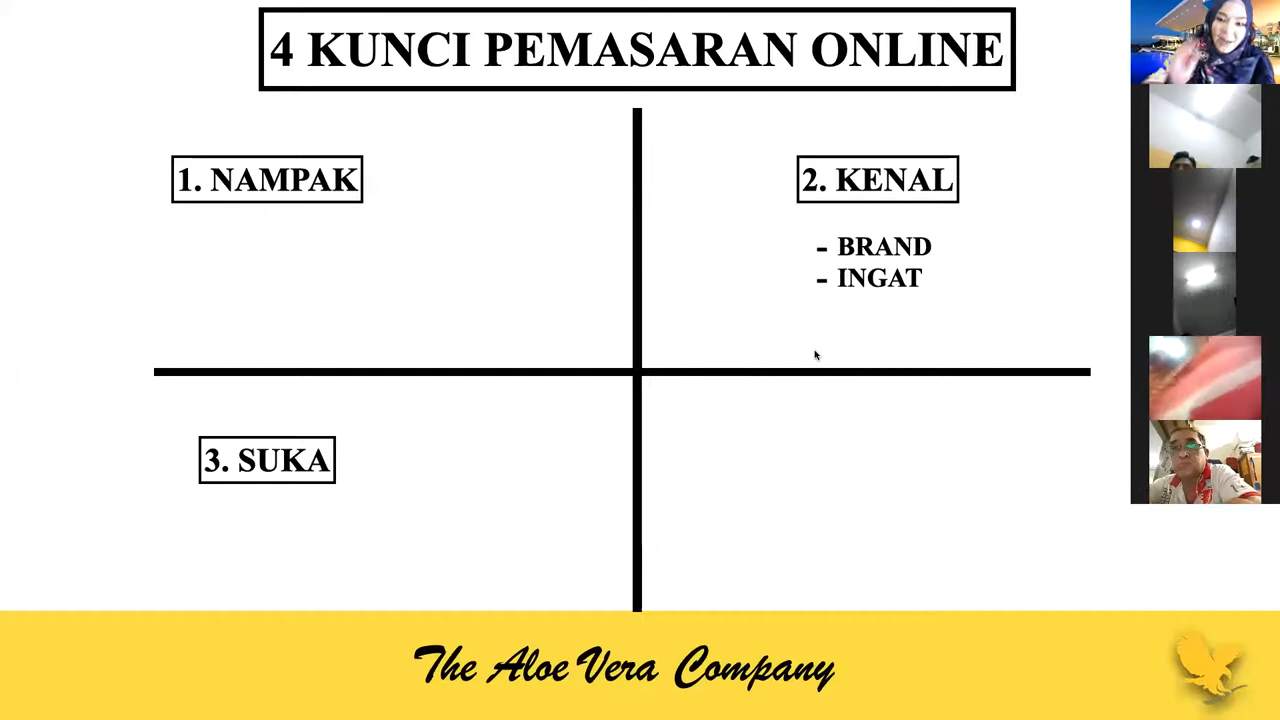 4 KUNCI PEMASARAN ONLINE
1. NAMPAK
2. KENAL
- BRAND
- INGAT
3. SUKA
The Aloe Vera Company